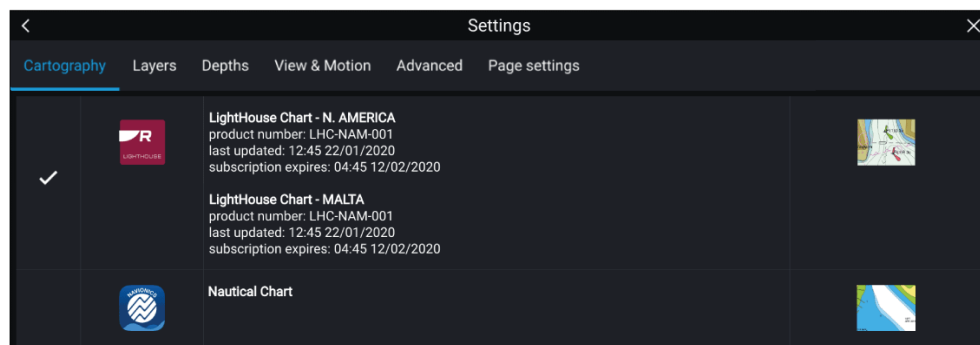 Settings
Cartography Layers Depths View & Motion Advanced Page settings
R
LIGHTHOUSE
LightHouse Chart - N. AMERICA
product number: LHC-NAM-001
last updated: 12:45 22/01/2020
subscription expires: 04:45 12/02/2020
LightHouse Chart - MALTA
product number: LHC-NAM-001
last updated: 12:45 22/01/2020
subscription expires: 04:45 12/02/2020
NAVIONICS
Nautical Chart